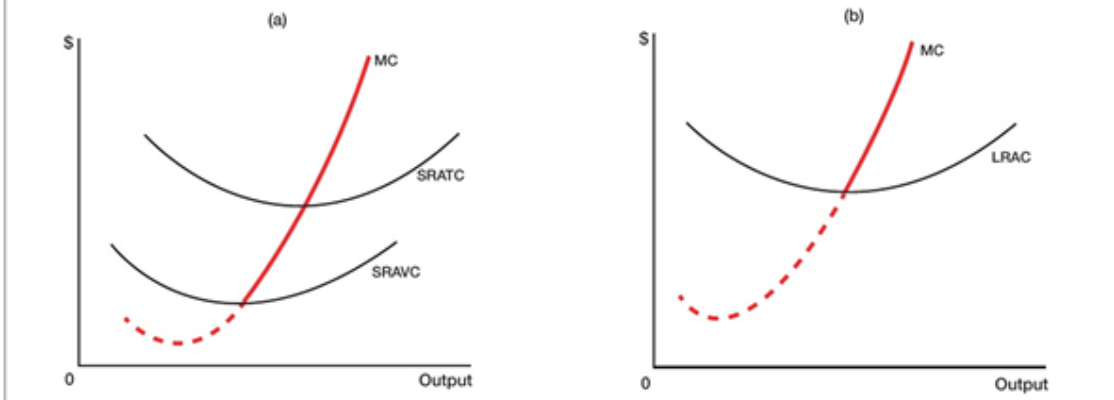 (a)
$
MC
SRATC
SRAVC
0
Output
(b)
$
MC
LRAC
0
Output